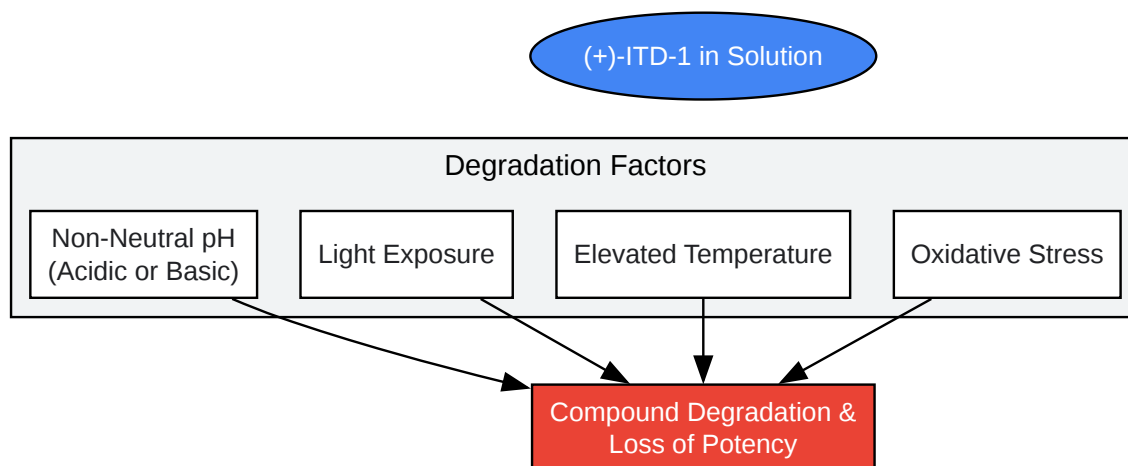 (+)-ITD-1 in Solution
Degradation Factors
Non-Neutral pH
(Acidic or Basic)
Light Exposure
Elevated Temperature
Oxidative Stress
Compound Degradation &
Loss of Potency